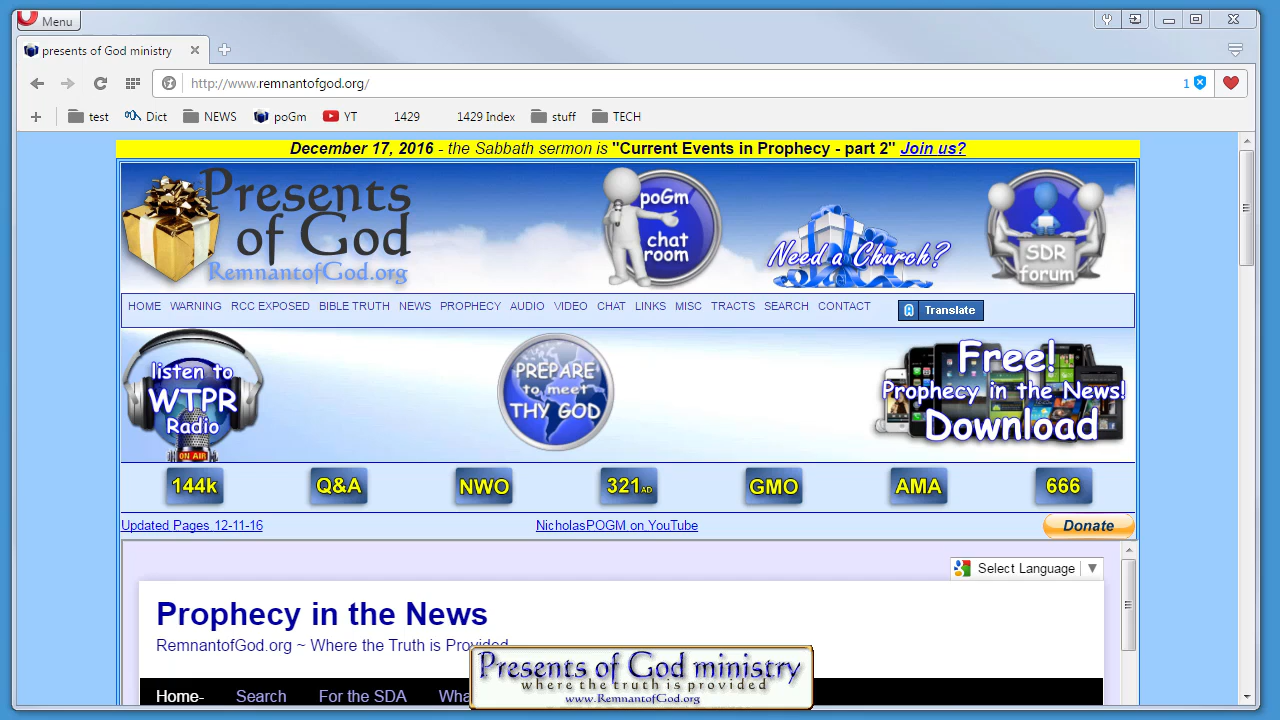 Menu
presents of God ministry
http://www.remnantofgod.org/
1
test Dict NEWS poGm YT 1429 1429 Index stuff TECH
December 17, 2016 - the Sabbath sermon is "Current Events in Prophecy - part 2" Join us?
Presents
of God
RemnantofGod.org
poGm
chat
room
Need a Church?
SDR
forum
HOME WARNING RCC EXPOSED BIBLE TRUTH NEWS PROPHECY AUDIO VIDEO CHAT LINKS MISC TRACTS SEARCH CONTACT Translate
listen to
WTPR
Radio
ON AIR
PREPARE
to meet
THY GOD
Free!
Prophecy in the News!
Download
144k Q&A NWO 321 AD GMO AMA 666
Updated Pages 12-11-16 NicholasPOGM on YouTube Donate
Select Language
Prophecy in the News
RemnantofGod.org ~ Where the Truth is Provided
Home- Search For the SDA Wha
Presents of God ministry
where the truth is provided
www.RemnantofGod.org